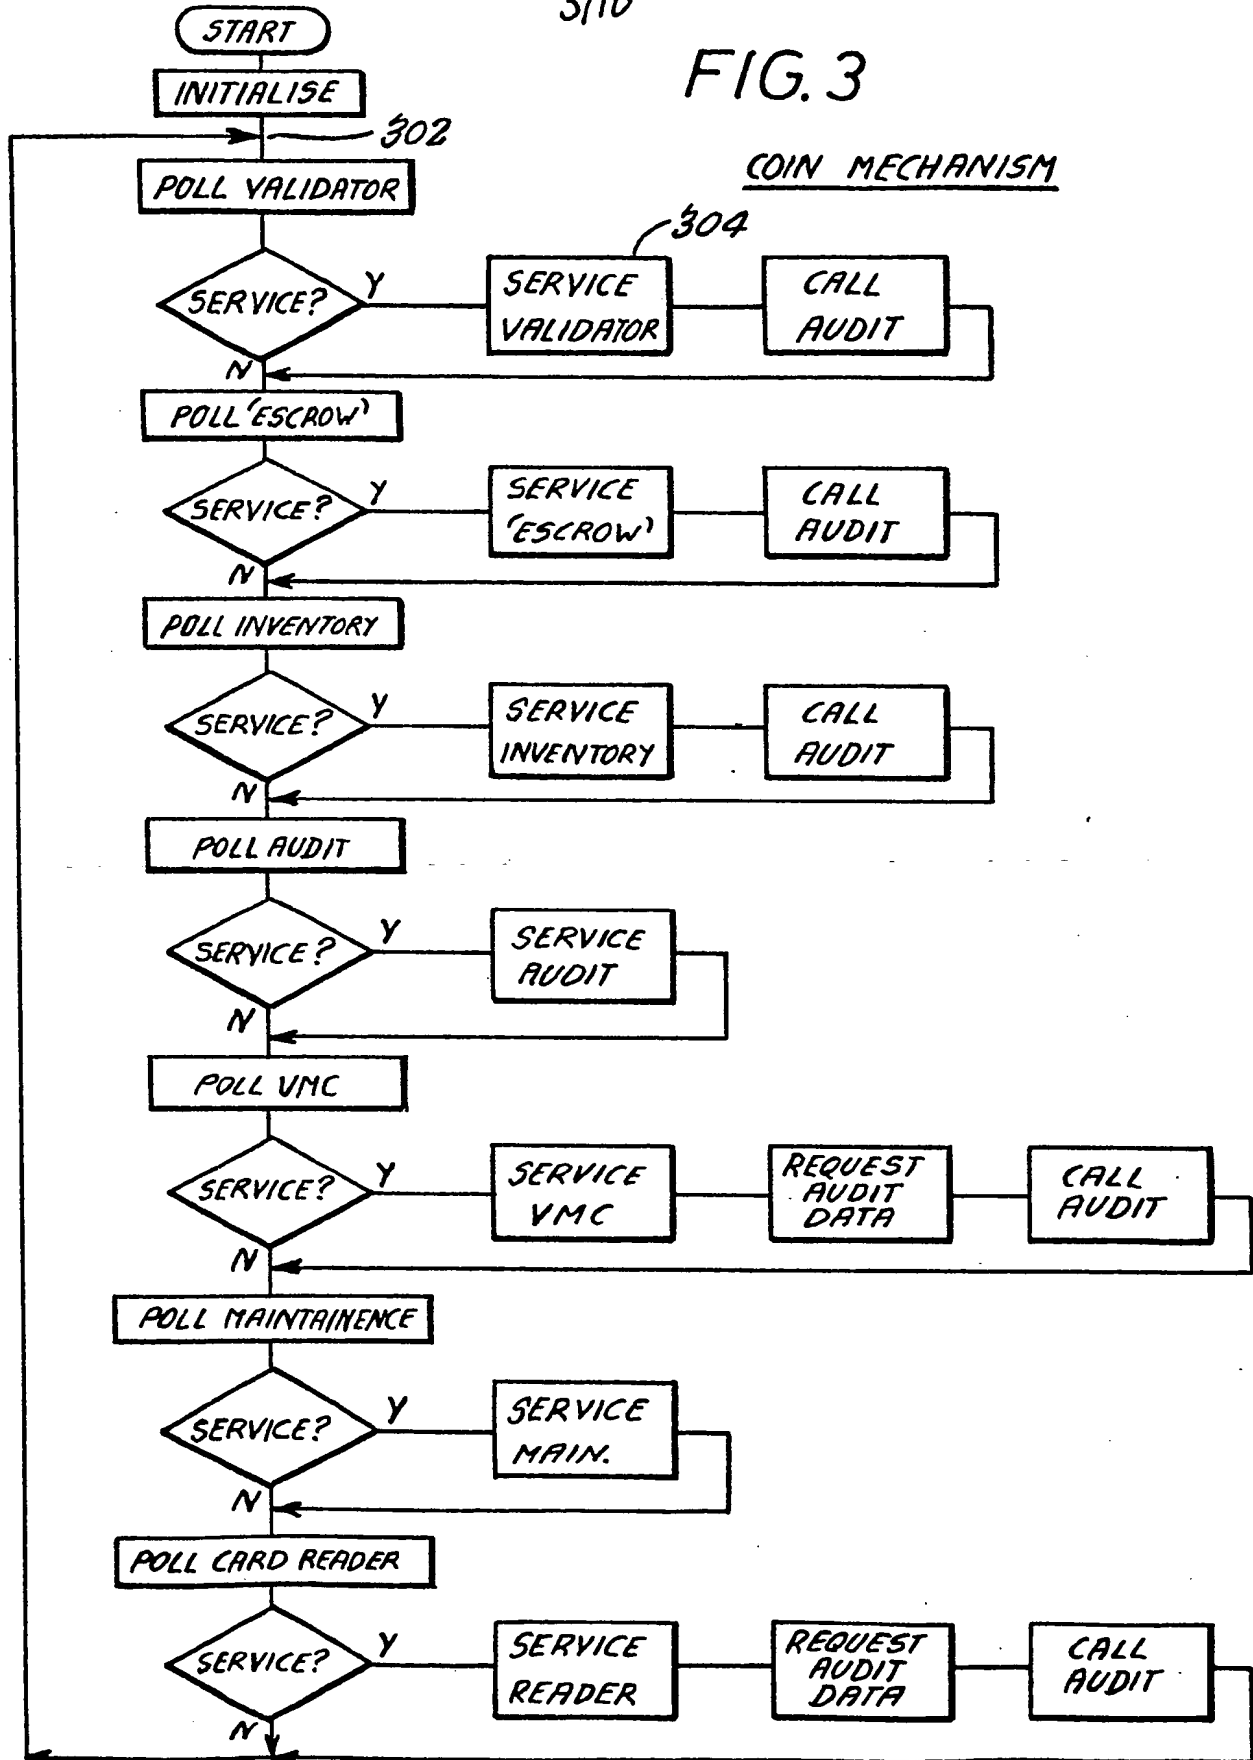 3/10
START
FIG. 3
INITIALISE
302
COIN MECHANISM
POLL VALIDATOR
304
SERVICE?
Y
SERVICE
VALIDATOR
CALL
AUDIT
N
POLL 'ESCROW'
SERVICE?
Y
SERVICE
'ESCROW'
CALL
AUDIT
N
POLL INVENTORY
SERVICE?
Y
SERVICE
INVENTORY
CALL
AUDIT
N
POLL AUDIT
SERVICE?
Y
SERVICE
AUDIT
N
POLL VMC
SERVICE?
Y
SERVICE
VMC
REQUEST
AUDIT
DATA
CALL
AUDIT
N
POLL MAINTAINENCE
SERVICE?
Y
SERVICE
MAIN.
N
POLL CARD READER
SERVICE?
Y
SERVICE
READER
REQUEST
AUDIT
DATA
CALL
AUDIT
N